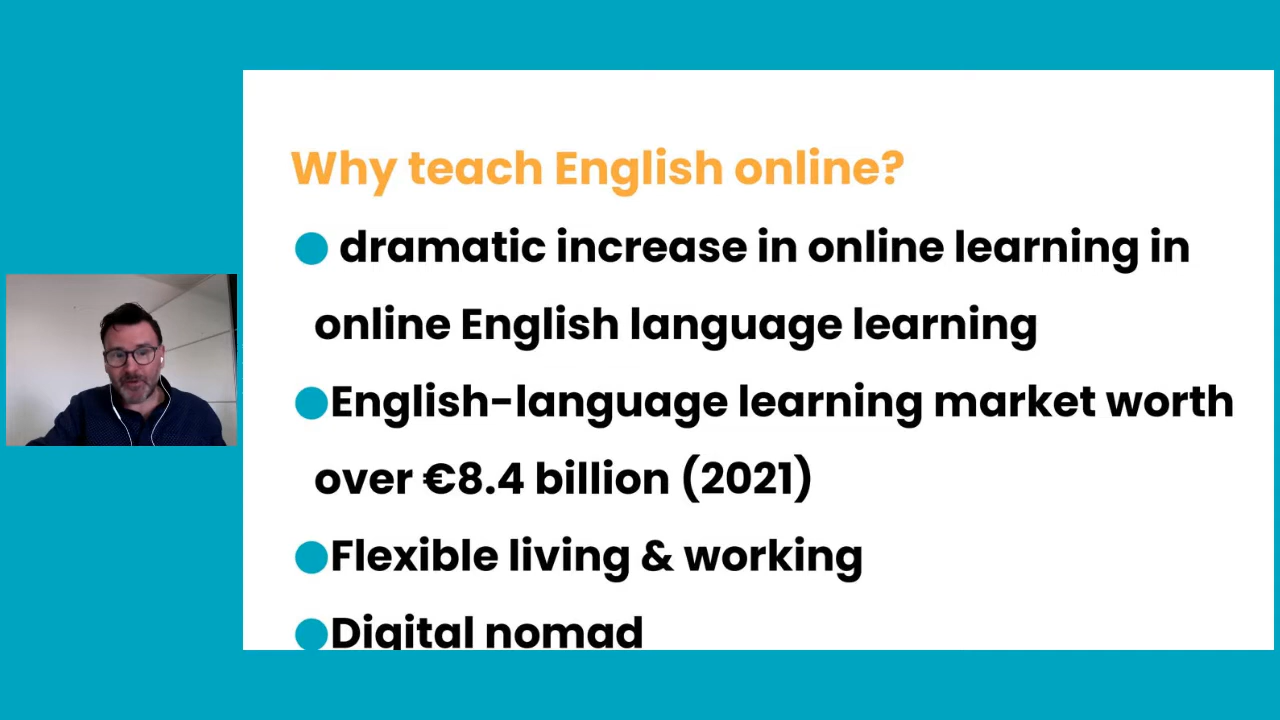 Why teach English online?
● dramatic increase in online learning in
online English language learning
●English-language learning market worth
over €8.4 billion (2021)
●Flexible living & working
●Digital nomad